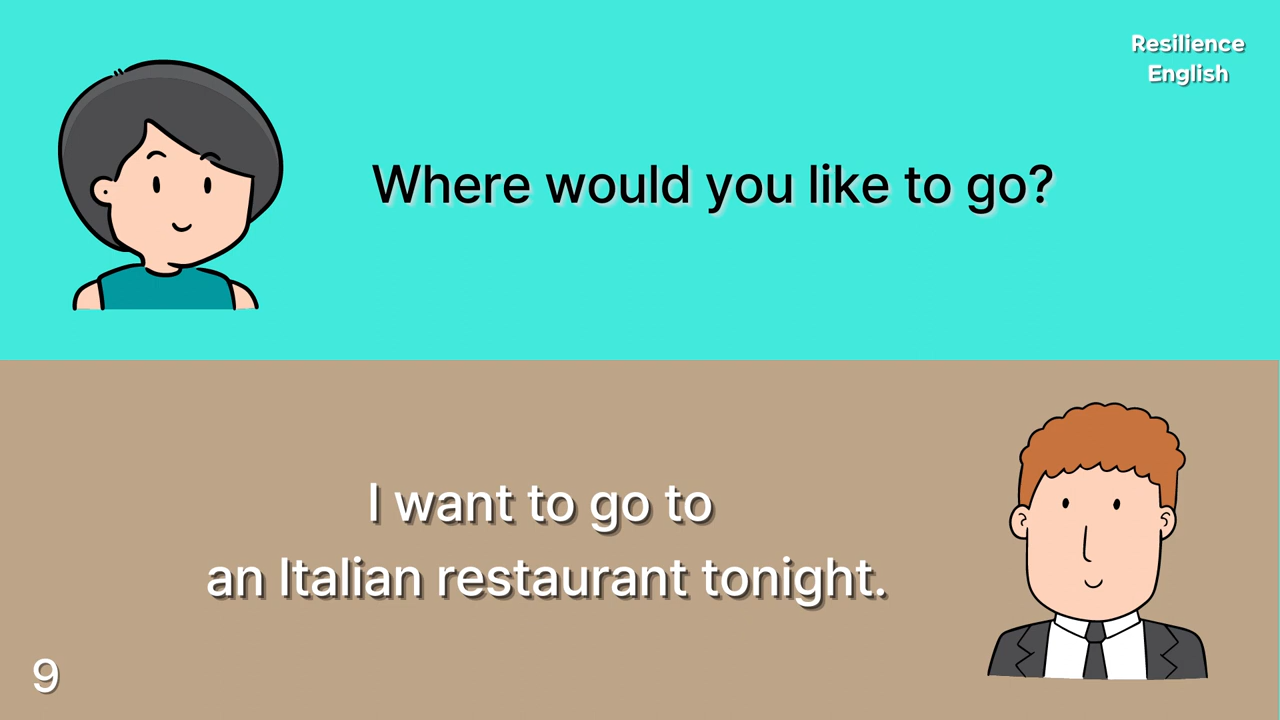 Resilience
English
Where would you like to go?
I want to go to
an Italian restaurant tonight.
9